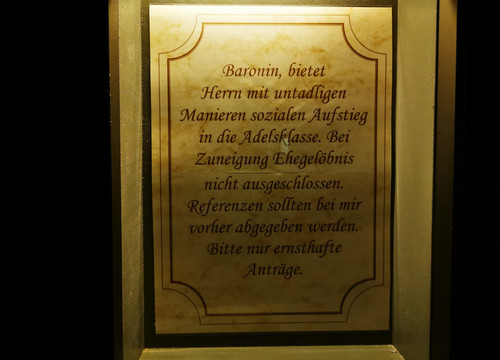 Baronin, bietet
Herrn mit untadligen
Manieren sozialen Aufstieg
in die Adelsklasse. Bei
Zuneigung Ehegelöbnis
nicht ausgeschlossen.
Referenzen sollten bei mir
vorher abgegeben werden.
Bitte nur ernsthafte
Anträge.